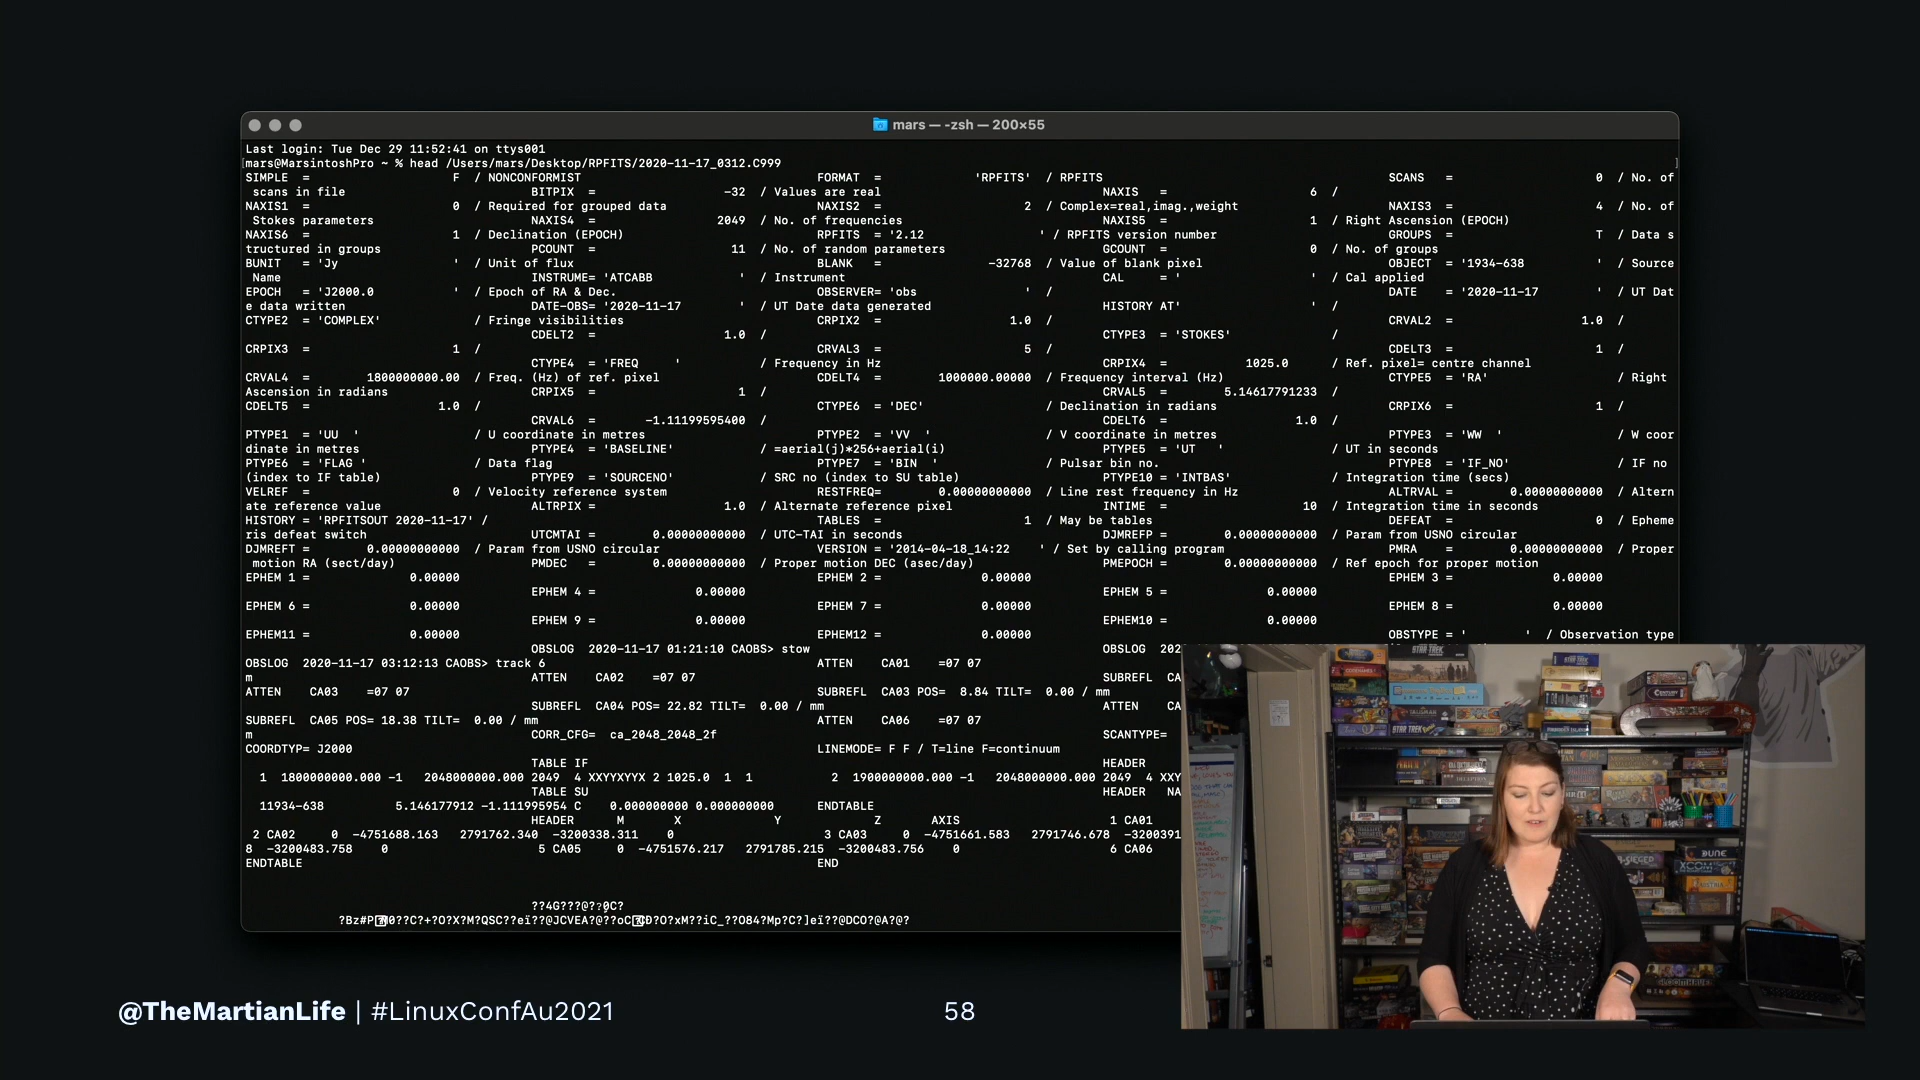 mars — -zsh — 200×55
Last login: Tue Dec 29 11:52:41 on ttys001
[mars@MarsintoshPro ~ % head /Users/mars/Desktop/RPFITS/2020-11-17_0312.C999 ]
SIMPLE = F / NONCONFORMIST FORMAT = 'RPFITS' / RPFITS SCANS = 0 / No. of
scans in file BITPIX = -32 / Values are real NAXIS = 6 /
NAXIS1 = 0 / Required for grouped data NAXIS2 = 2 / Complex=real,imag.,weight NAXIS3 = 4 / No. of
Stokes parameters NAXIS4 = 2049 / No. of frequencies NAXIS5 = 1 / Right Ascension (EPOCH)
NAXIS6 = 1 / Declination (EPOCH) RPFITS = '2.12 ' / RPFITS version number GROUPS = T / Data s
tructured in groups PCOUNT = 11 / No. of random parameters GCOUNT = 0 / No. of groups
BUNIT = 'Jy ' / Unit of flux BLANK = -32768 / Value of blank pixel OBJECT = '1934-638 ' / Source
Name INSTRUME= 'ATCABB ' / Instrument CAL = ' ' / Cal applied
EPOCH = 'J2000.0 ' / Epoch of RA & Dec. OBSERVER= 'obs ' / DATE = '2020-11-17 ' / UT Dat
e data written DATE-OBS= '2020-11-17 ' / UT Date data generated HISTORY AT' ' /
CTYPE2 = 'COMPLEX' / Fringe visibilities CRPIX2 = 1.0 / CRVAL2 = 1.0 /
CDELT2 = 1.0 / CTYPE3 = 'STOKES' /
CRPIX3 = 1 / CRVAL3 = 5 / CDELT3 = 1 /
CTYPE4 = 'FREQ ' / Frequency in Hz CRPIX4 = 1025.0 / Ref. pixel= centre channel
CRVAL4 = 1800000000.00 / Freq. (Hz) of ref. pixel CDELT4 = 1000000.00000 / Frequency interval (Hz) CTYPE5 = 'RA' / Right
Ascension in radians CRPIX5 = 1 / CRVAL5 = 5.14617791233 /
CDELT5 = 1.0 / CTYPE6 = 'DEC' / Declination in radians CRPIX6 = 1 /
CRVAL6 = -1.11199595400 / CDELT6 = 1.0 /
PTYPE1 = 'UU ' / U coordinate in metres PTYPE2 = 'VV ' / V coordinate in metres PTYPE3 = 'WW ' / W coor
dinate in metres PTYPE4 = 'BASELINE' / =aerial(j)*256+aerial(i) PTYPE5 = 'UT ' / UT in seconds
PTYPE6 = 'FLAG ' / Data flag PTYPE7 = 'BIN ' / Pulsar bin no. PTYPE8 = 'IF_NO' / IF no
(index to IF table) PTYPE9 = 'SOURCENO' / SRC no (index to SU table) PTYPE10 = 'INTBAS' / Integration time (secs)
VELREF = 0 / Velocity reference system RESTFREQ= 0.00000000000 / Line rest frequency in Hz ALTRVAL = 0.00000000000 / Altern
ate reference value ALTRPIX = 1.0 / Alternate reference pixel INTIME = 10 / Integration time in seconds
HISTORY = 'RPFITSOUT 2020-11-17' / TABLES = 1 / May be tables DEFEAT = 0 / Epheme
ris defeat switch UTCMTAI = 0.00000000000 / UTC-TAI in seconds DJMREFP = 0.00000000000 / Param from USNO circular
DJMREFT = 0.00000000000 / Param from USNO circular VERSION = '2014-04-18_14:22 ' / Set by calling program PMRA = 0.00000000000 / Proper
motion RA (sect/day) PMDEC = 0.00000000000 / Proper motion DEC (asec/day) PMEPOCH = 0.00000000000 / Ref epoch for proper motion
EPHEM 1 = 0.00000 EPHEM 2 = 0.00000 EPHEM 3 = 0.00000
EPHEM 4 = 0.00000 EPHEM 5 = 0.00000
EPHEM 6 = 0.00000 EPHEM 7 = 0.00000 EPHEM 8 = 0.00000
EPHEM 9 = 0.00000 EPHEM10 = 0.00000
EPHEM11 = 0.00000 EPHEM12 = 0.00000 OBSTYPE = ' ' / Observation type
OBSLOG 2020-11-17 01:21:10 CAOBS> stow OBSLOG 202
OBSLOG 2020-11-17 03:12:13 CAOBS> track 6 ATTEN CA01 =07 07
m ATTEN CA02 =07 07 SUBREFL CA
ATTEN CA03 =07 07 SUBREFL CA03 POS= 8.84 TILT= 0.00 / mm
SUBREFL CA04 POS= 22.82 TILT= 0.00 / mm ATTEN CA
SUBREFL CA05 POS= 18.38 TILT= 0.00 / mm ATTEN CA06 =07 07
m CORR_CFG= ca_2048_2048_2f SCANTYPE=
COORDTYP= J2000 LINEMODE= F F / T=line F=continuum
TABLE IF HEADER
1 1800000000.000 -1 2048000000.000 2049 4 XXYYXYYX 2 1025.0 1 1 2 1900000000.000 -1 2048000000.000 2049 4 XXY
TABLE SU HEADER NA
11934-638 5.146177912 -1.111995954 C 0.000000000 0.000000000 ENDTABLE
HEADER M X Y Z AXIS 1 CA01
2 CA02 0 -4751688.163 2791762.340 -3200338.311 0 3 CA03 0 -4751661.583 2791746.678 -3200391
8 -3200483.758 0 5 CA05 0 -4751576.217 2791785.215 -3200483.756 0 6 CA06
ENDTABLE END
??4G???@??@C?
@TheMartianLife | #LinuxConfAu2021
58
STAR TREK
TALISMAN
STAR TREK
CENTURY
DUNE
XCOM